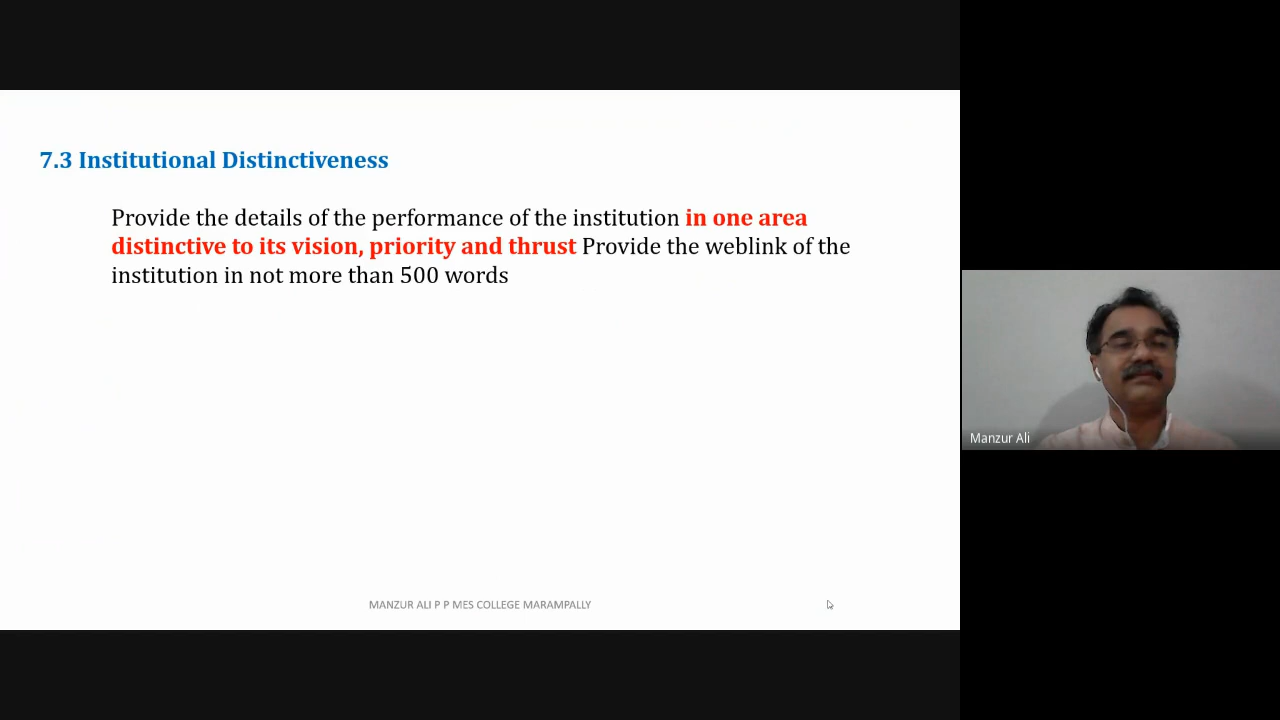 7.3 Institutional Distinctiveness
Provide the details of the performance of the institution in one area
distinctive to its vision, priority and thrust Provide the weblink of the
institution in not more than 500 words
Manzur Ali
MANZUR ALI P P MES COLLEGE MARAMPALLY